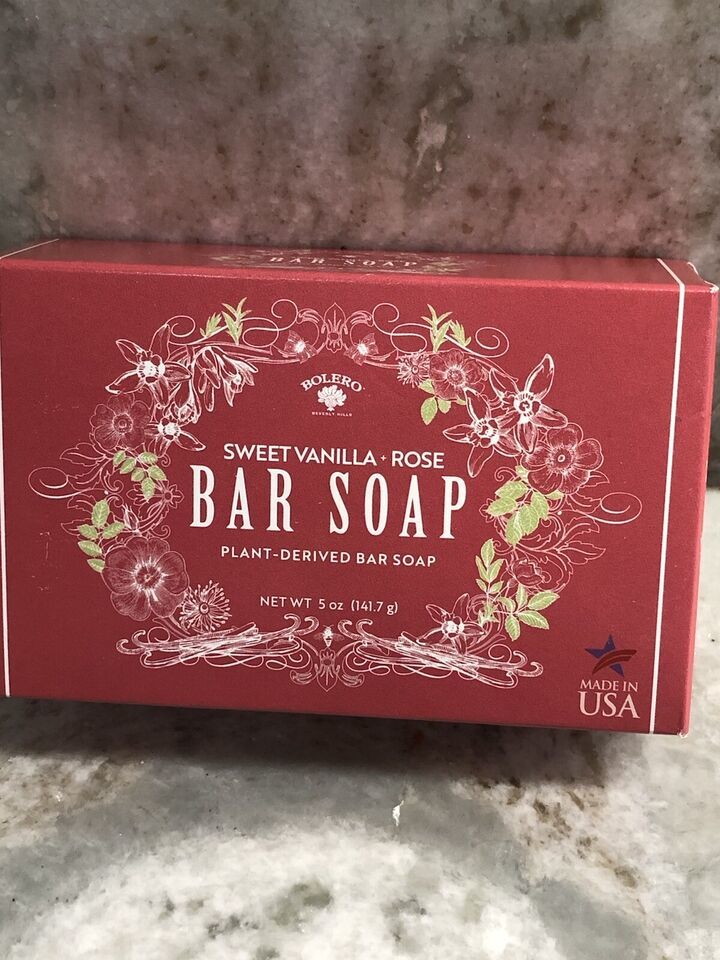 BAR SOAP
BOLERO
BEVERLY HILLS
SWEET VANILLA + ROSE
BAR SOAP
PLANT-DERIVED BAR SOAP
NET WT 5 oz (141.7 g)
MADE IN
USA